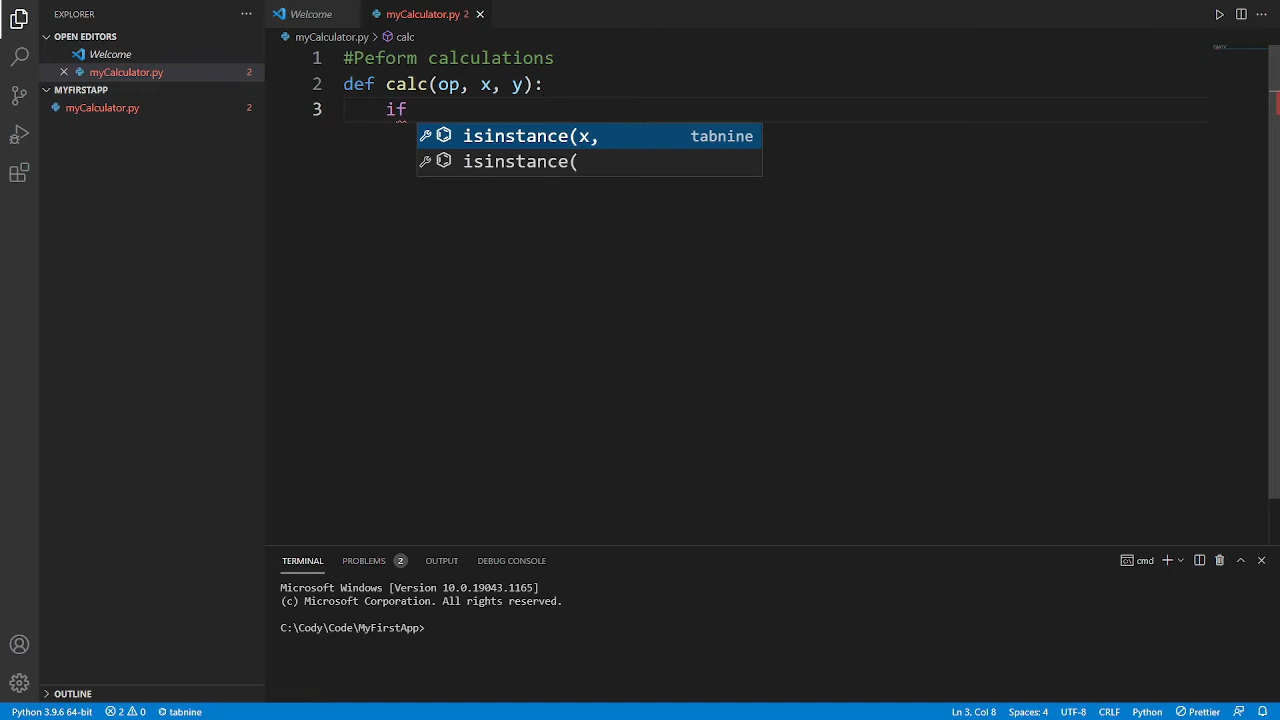 EXPLORER
OPEN EDITORS
Welcome
myCalculator.py 2
MYFIRSTAPP
myCalculator.py 2
OUTLINE
Welcome
myCalculator.py 2
myCalculator.py > calc
1 #Peform calculations
2 def calc(op, x, y):
3 if
isinstance(x, tabnine
isinstance(
TERMINAL PROBLEMS 2 OUTPUT DEBUG CONSOLE cmd
Microsoft Windows [Version 10.0.19043.1165]
(c) Microsoft Corporation. All rights reserved.
C:\Cody\Code\MyFirstApp>
Python 3.9.6 64-bit 2 0 tabnine Ln 3, Col 8 Spaces: 4 UTF-8 CRLF Python Prettier